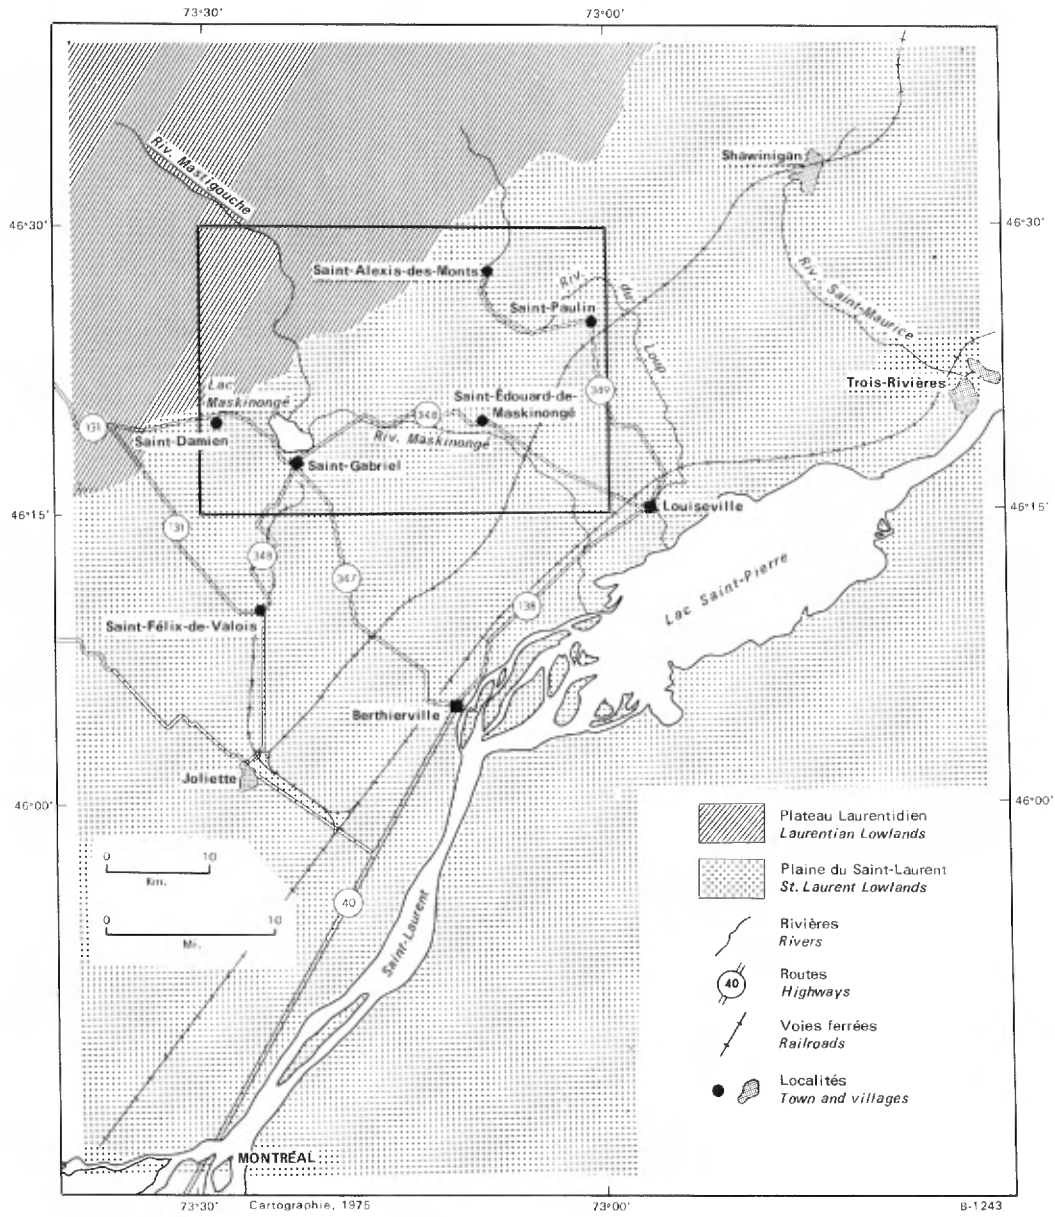 73°30'
73°00'
Riv. Mastigouche
Shawinigan
46°30'
46°30'
Saint-Alexis-des-Monts
Riv.
du
Loup
Saint-Paulin
Riv.
Saint-Maurice
Trois-Rivières
349
Lac
Maskinongé
Saint-Édouard-de-
Maskinongé
348
131
Saint-Damien
Riv. Maskinongé
Saint-Gabriel
46°15'
Louiseville
46°15'
131
348
347
138
Lac Saint-Pierre
Saint-Félix-de-Valois
Berthierville
Joliette
46°00'
46°00'
0 10
Km.
0 10
Mi.
40
Saint-Laurent
MONTRÉAL
Plateau Laurentidien
Laurentian Lowlands
Plaine du Saint-Laurent
St. Laurent Lowlands
Rivières
Rivers
40
Routes
Highways
Voies ferrées
Railroads
Localités
Town and villages
73°30'
Cartographie, 1975
73°00'
B-1243